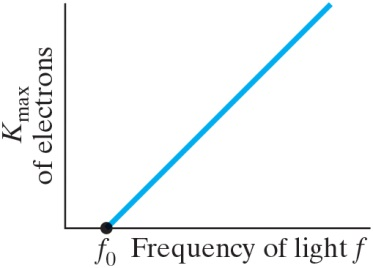 K_max
of electrons
f_0 Frequency of light f